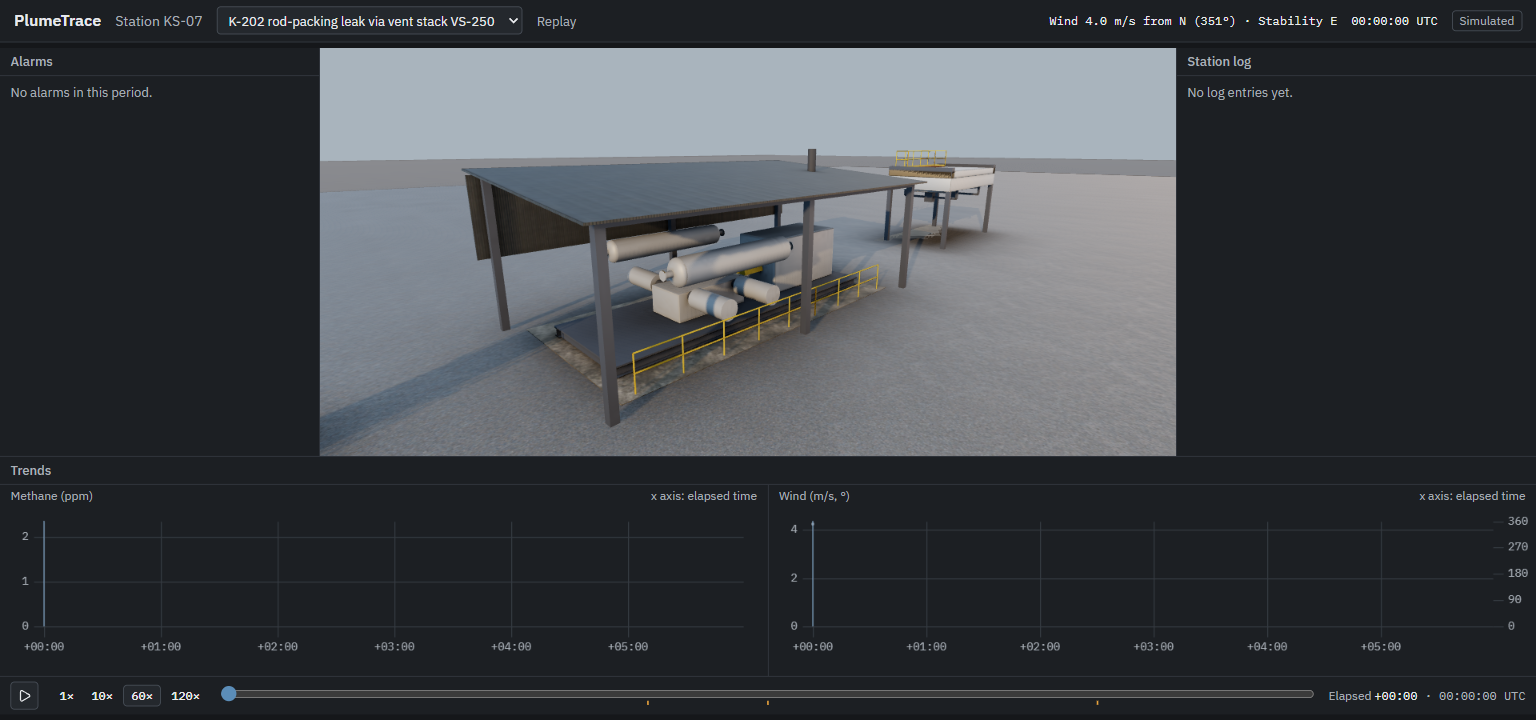 PlumeTrace Station KS-07 K-202 rod-packing leak via vent stack VS-250 Replay Wind 4.0 m/s from N (351°) · Stability E 00:00:00 UTC Simulated
Alarms
No alarms in this period.
Station log
No log entries yet.
Trends
Methane (ppm) x axis: elapsed time
2
1
0
+00:00 +01:00 +02:00 +03:00 +04:00 +05:00
Wind (m/s, °) x axis: elapsed time
4 360
270
2 180
90
0 0
+00:00 +01:00 +02:00 +03:00 +04:00 +05:00
1× 10× 60× 120× Elapsed +00:00 · 00:00:00 UTC